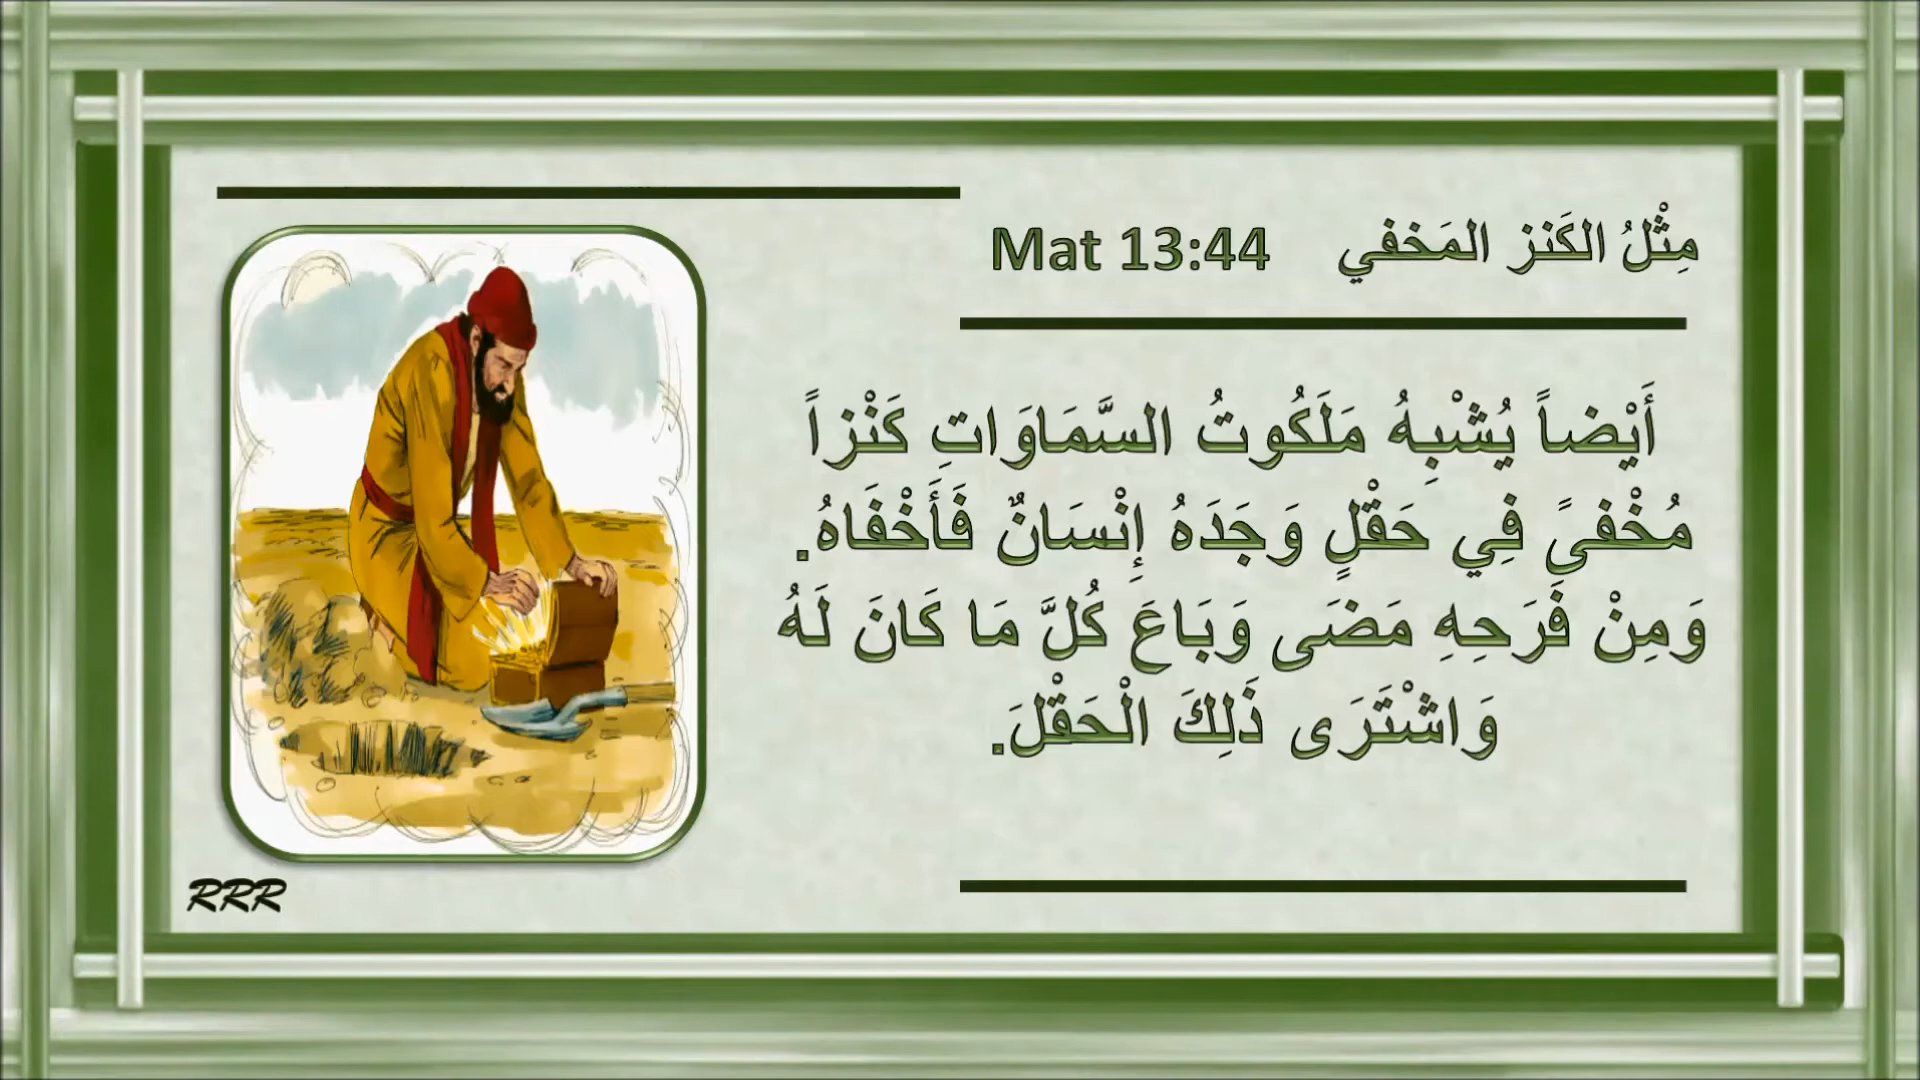 مِثْلُ الكَنز المَخفي Mat 13:44
أَيْضاً يُشْبِهُ مَلَكُوتُ السَّمَاوَاتِ كَنْزاً
مُخْفىً فِي حَقْلٍ وَجَدَهُ إِنْسَانٌ فَأَخْفَاهُ.
وَمِنْ فَرَحِهِ مَضَى وَبَاعَ كُلَّ مَا كَانَ لَهُ
وَاشْتَرَى ذَلِكَ الْحَقْلَ.
RRR